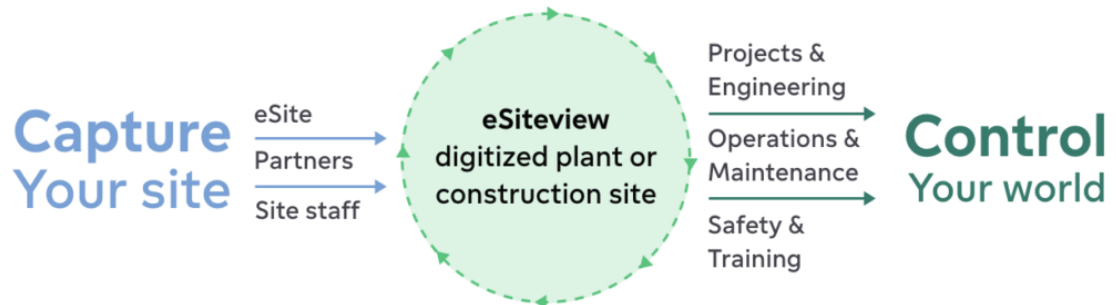 Capture
Your site
eSite
Partners
Site staff
eSiteview
digitized plant or
construction site
Projects &
Engineering
Operations &
Maintenance
Safety &
Training
Control
Your world